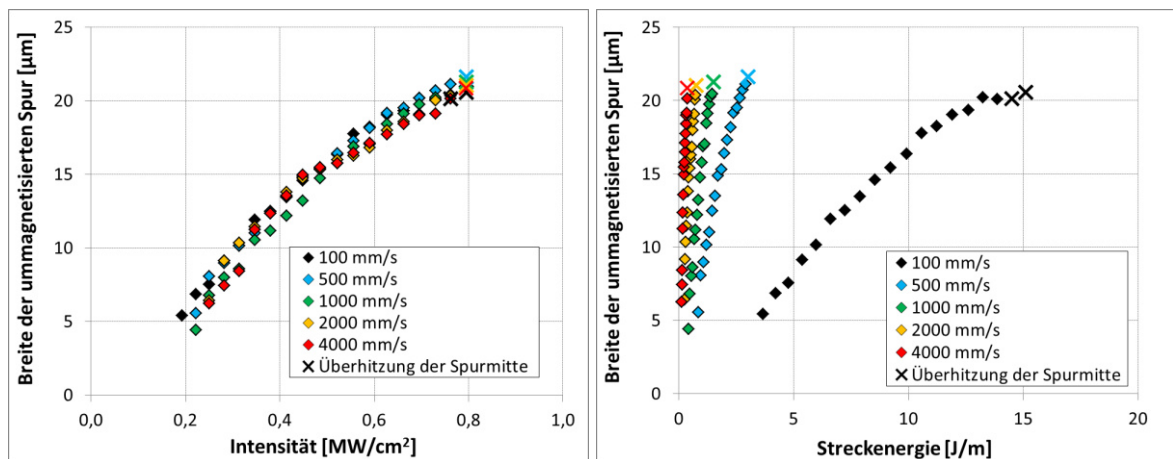 Breite der ummagnetisierten Spur [µm]
25
20
15
10
5
0
0,0
0,2
0,4
0,6
0,8
1,0
Intensität [MW/cm²]
100 mm/s
500 mm/s
1000 mm/s
2000 mm/s
4000 mm/s
Überhitzung der Spurmitte
Breite der ummagnetisierten Spur [µm]
25
20
15
10
5
0
0
5
10
15
20
Streckenergie [J/m]
100 mm/s
500 mm/s
1000 mm/s
2000 mm/s
4000 mm/s
Überhitzung der Spurmitte